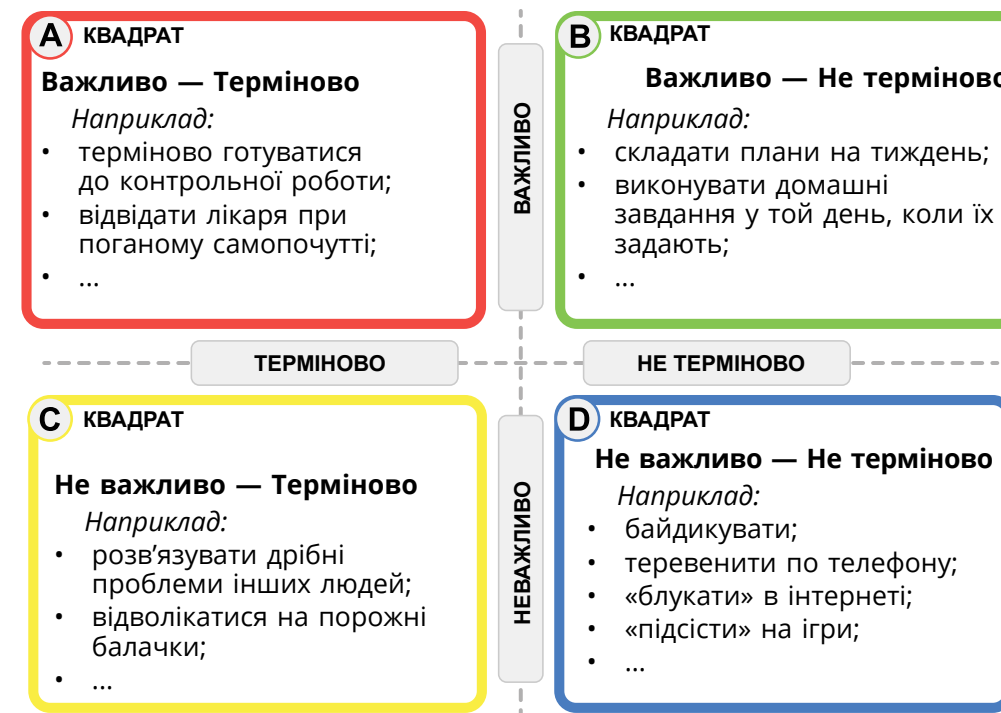 A КВАДРАТ
Важливо — Терміново
Наприклад:
• терміново готуватися
до контрольної роботи;
• відвідати лікаря при
поганому самопочутті;
• ...
ВАЖЛИВО
B КВАДРАТ
Важливо — Не терміново
Наприклад:
• складати плани на тиждень;
• виконувати домашні
завдання у той день, коли їх
задають;
• ...
ТЕРМІНОВО
НЕ ТЕРМІНОВО
C КВАДРАТ
Не важливо — Терміново
Наприклад:
• розв’язувати дрібні
проблеми інших людей;
• відволікатися на порожні
балачки;
• ...
НЕВАЖЛИВО
D КВАДРАТ
Не важливо — Не терміново
Наприклад:
• байдикувати;
• теревенити по телефону;
• «блукати» в інтернеті;
• «підсісти» на ігри;
• ...